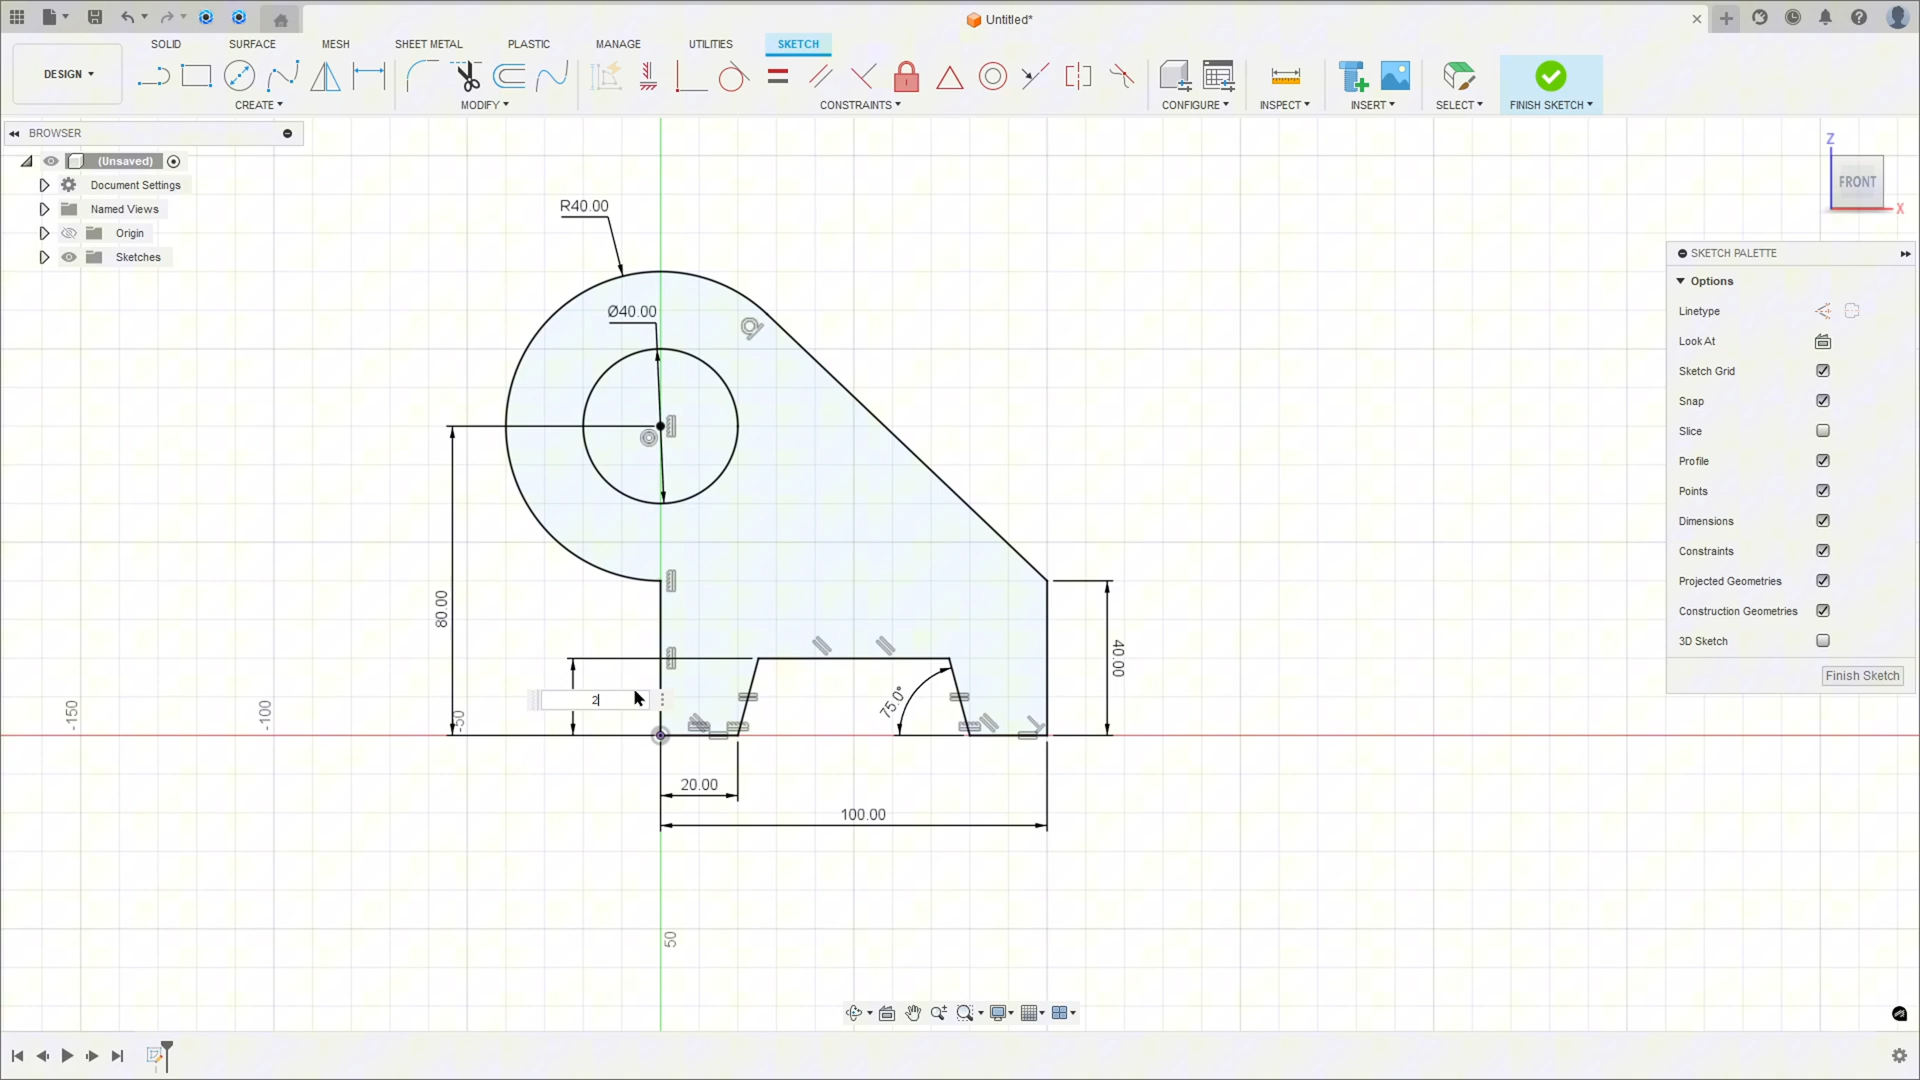 Untitled*
SOLID
SURFACE
MESH
SHEET METAL
PLASTIC
MANAGE
UTILITIES
SKETCH
DESIGN
CREATE
MODIFY
CONSTRAINTS
CONFIGURE
INSPECT
INSERT
SELECT
FINISH SKETCH
BROWSER
(Unsaved)
Document Settings
Named Views
Origin
Sketches
Z
FRONT
X
SKETCH PALETTE
Options
Linetype
Look At
Sketch Grid
Snap
Slice
Profile
Points
Dimensions
Constraints
Projected Geometries
Construction Geometries
3D Sketch
Finish Sketch
R40.00
Ø40.00
80.00
40.00
2
75.0°
-150
-100
-50
20.00
100.00
50